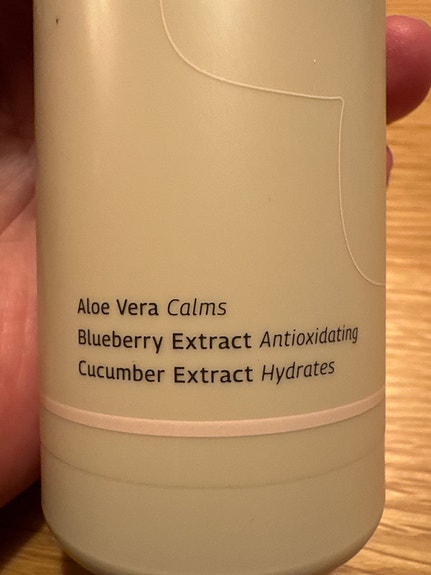 Aloe Vera Calms
Blueberry Extract Antioxidating
Cucumber Extract Hydrates